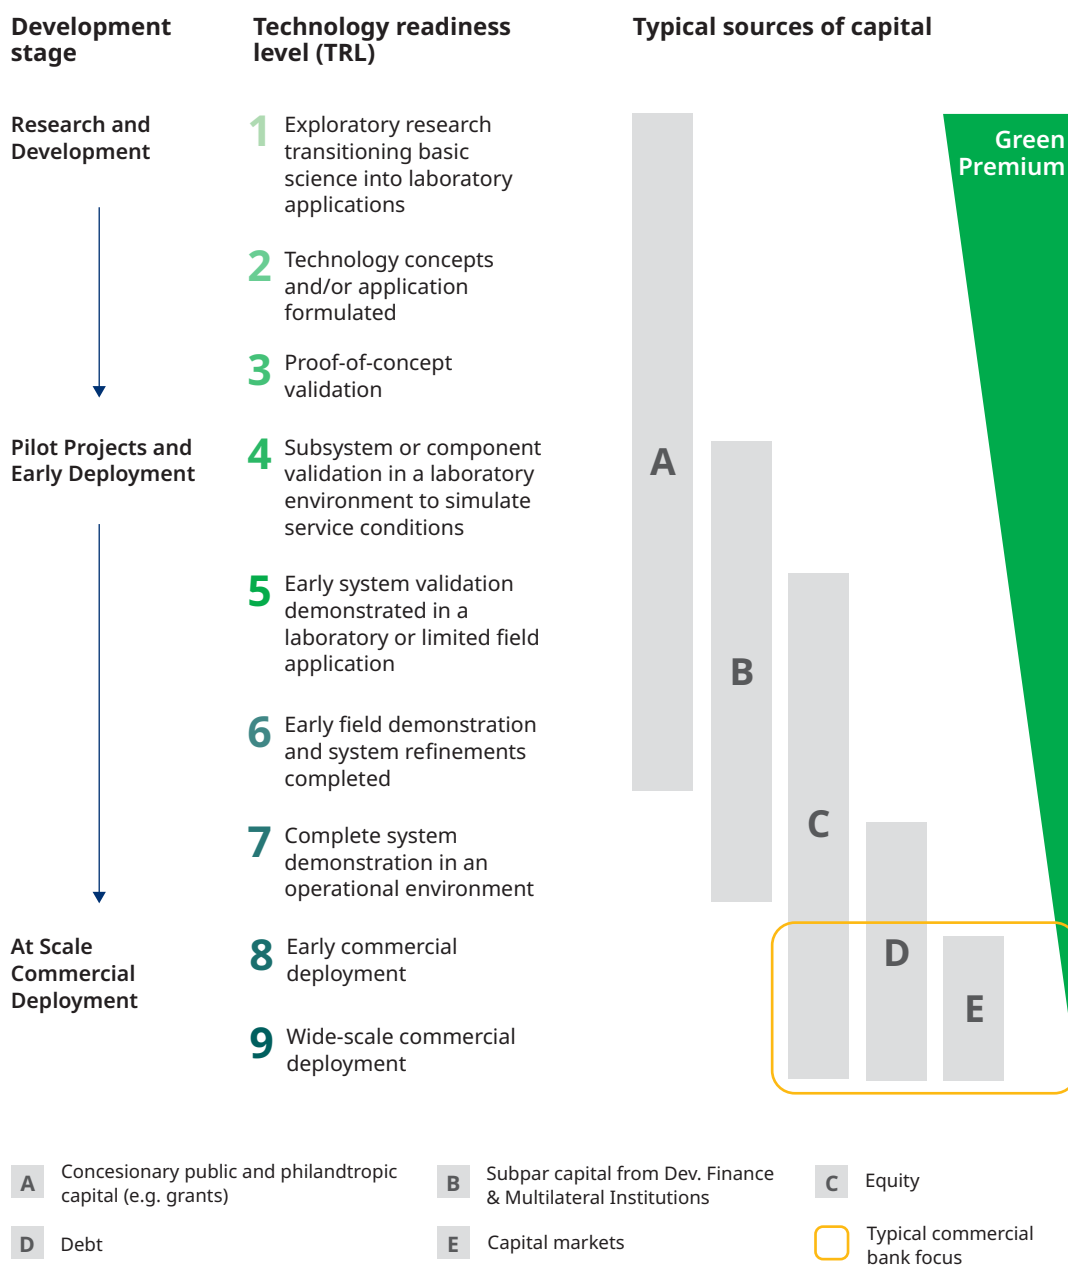 Development
stage
Technology readiness
level (TRL)
Typical sources of capital
Research and
Development
1
Exploratory research
transitioning basic
science into laboratory
applications
Green
Premium
2
Technology concepts
and/or application
formulated
3
Proof-of-concept
validation
Pilot Projects and
Early Deployment
4
Subsystem or component
validation in a laboratory
environment to simulate
service conditions
A
5
Early system validation
demonstrated in a
laboratory or limited field
application
B
6
Early field demonstration
and system refinements
completed
7
Complete system
demonstration in an
operational environment
C
At Scale
Commercial
Deployment
8
Early commercial
deployment
D
9
Wide-scale commercial
deployment
E
A
Concesionary public and philandtropic
capital (e.g. grants)
B
Subpar capital from Dev. Finance
& Multilateral Institutions
C
Equity
D
Debt
E
Capital markets
Typical commercial
bank focus